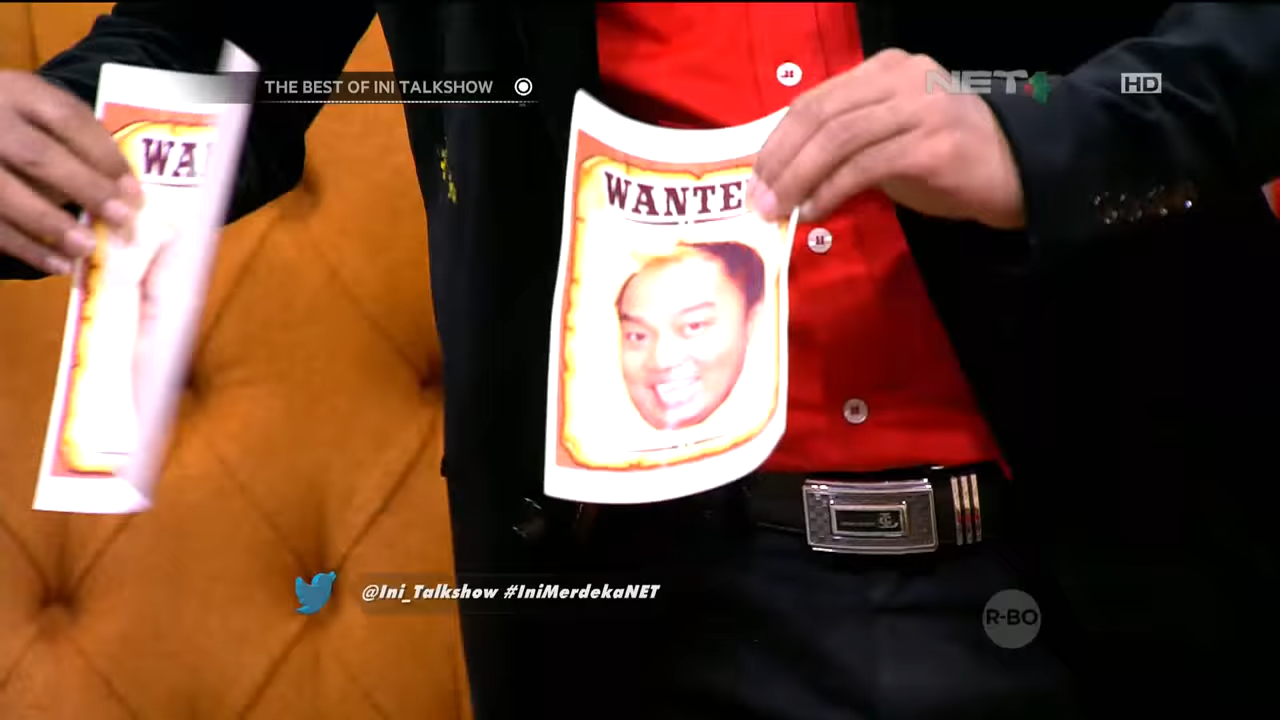 THE BEST OF INI TALKSHOW
NET
HD
WA
WANTE
@Ini_Talkshow #IniMerdekaNET
R-BO